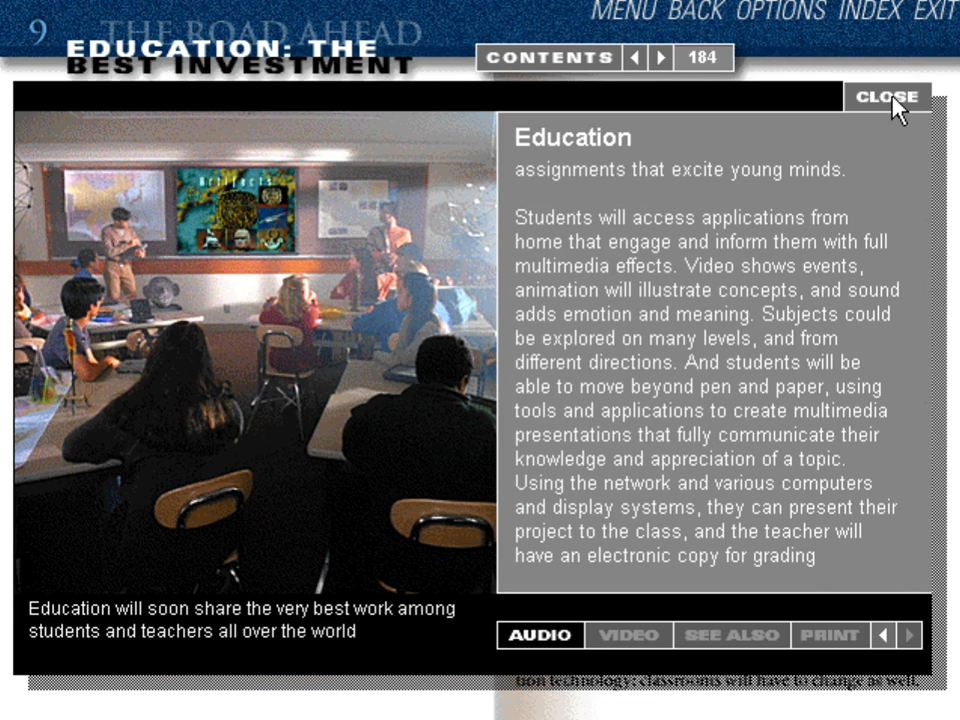 MENU BACK OPTIONS INDEX EXIT
9 THE ROAD AHEAD
EDUCATION: THE
BEST INVESTMENT
CONTENTS 184
CLOSE
Artifacts
Education
assignments that excite young minds.
Students will access applications from
home that engage and inform them with full
multimedia effects. Video shows events,
animation will illustrate concepts, and sound
adds emotion and meaning. Subjects could
be explored on many levels, and from
different directions. And students will be
able to move beyond pen and paper, using
tools and applications to create multimedia
presentations that fully communicate their
knowledge and appreciation of a topic.
Using the network and various computers
and display systems, they can present their
project to the class, and the teacher will
have an electronic copy for grading
Education will soon share the very best work among
students and teachers all over the world
AUDIO VIDEO SEE ALSO PRINT
tion technology: classrooms will have to change as well.